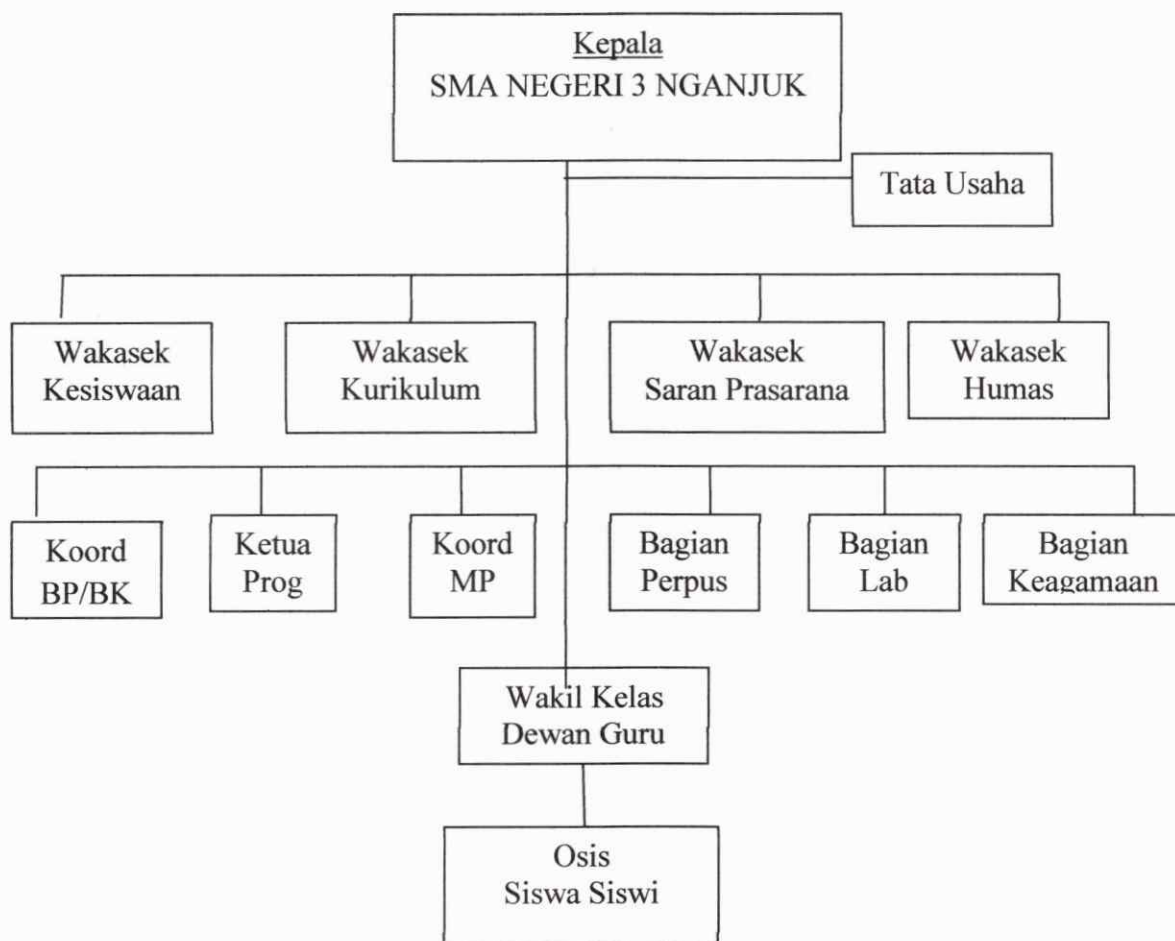 Kepala
SMA NEGERI 3 NGANJUK
Tata Usaha
Wakasek
Kesiswaan
Wakasek
Kurikulum
Wakasek
Saran Prasarana
Wakasek
Humas
Koord
BP/BK
Ketua
Prog
Koord
MP
Bagian
Perpus
Bagian
Lab
Bagian
Keagamaan
Wakil Kelas
Dewan Guru
Osis
Siswa Siswi